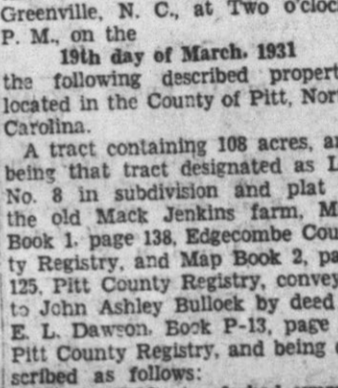 Greenville, N. C., at Two o'cloc
P. M., on the
19th day of March. 1931
the following described propert
located in the County of Pitt, Nor
Carolina.
A tract containing 108 acres, a
being that tract designated as L
No. 8 in subdivision and plat
the old Mack Jenkins farm, M
Book 1. page 138, Edgecombe Cou
ty Registry, and Map Book 2, pa
125. Pitt County Registry, convey
to John Ashley Bullock by deed
E. L. Dawson. Book P-13, page
Pitt County Registry, and being
scribed as follows: